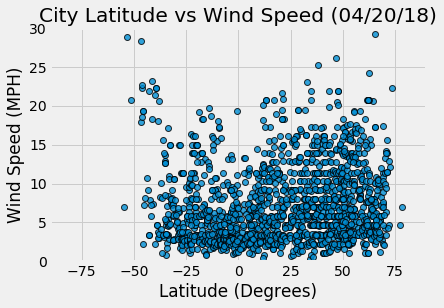 City Latitude vs Wind Speed (04/20/18)
30
25
20
15
10
5
0
Wind Speed (MPH)
−75 −50 −25 0 25 50 75
Latitude (Degrees)